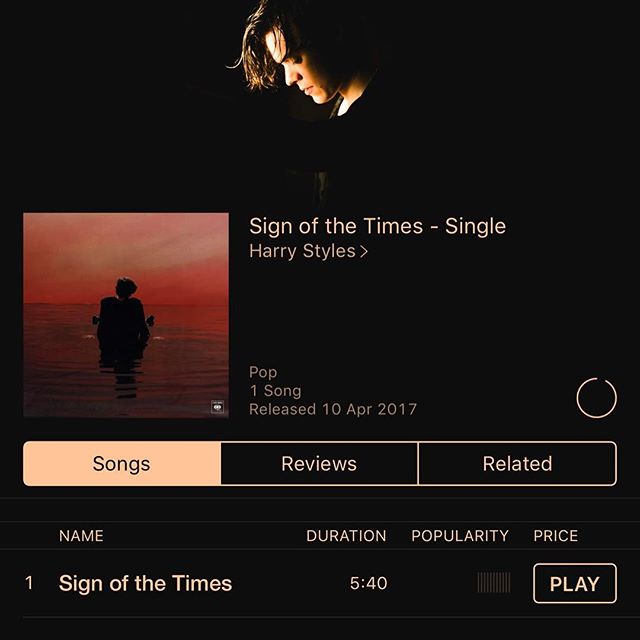 Sign of the Times - Single
Harry Styles >
Pop
1 Song
Released 10 Apr 2017
Songs Reviews Related
NAME DURATION POPULARITY PRICE
1 Sign of the Times 5:40 PLAY